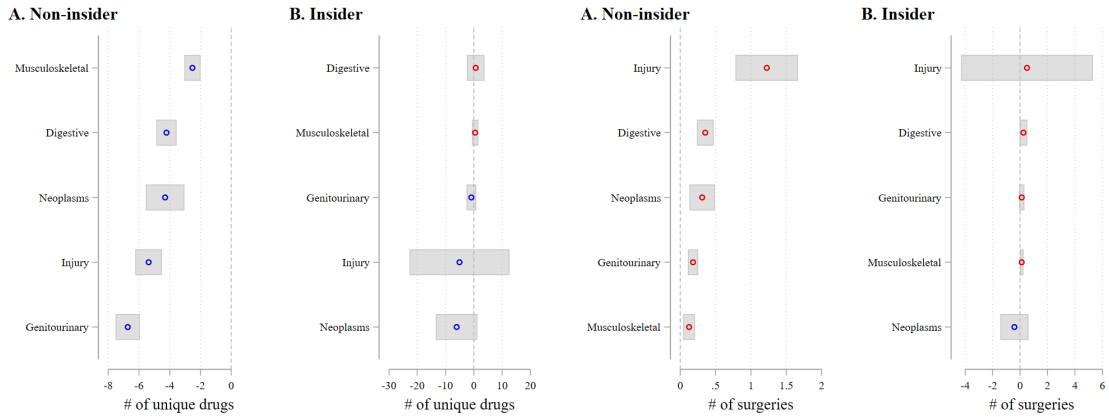 A. Non-insider
Musculoskeletal
Digestive
Neoplasms
Injury
Genitourinary
-8 -6 -4 -2 0
# of unique drugs
B. Insider
Digestive
Musculoskeletal
Genitourinary
Injury
Neoplasms
-30 -20 -10 0 10 20
# of unique drugs
A. Non-insider
Injury
Digestive
Neoplasms
Genitourinary
Musculoskeletal
0 .5 1 1.5 2
# of surgeries
B. Insider
Injury
Digestive
Genitourinary
Musculoskeletal
Neoplasms
-4 -2 0 2 4 6
# of surgeries